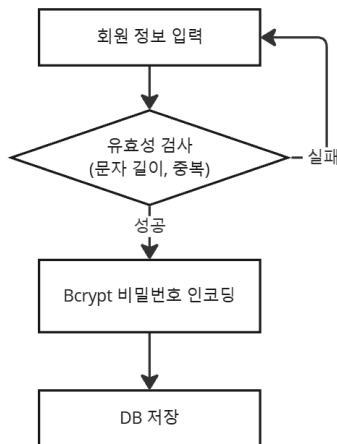 회원 정보 입력
유효성 검사
(문자 길이, 중복)
실패
성공
Bcrypt 비밀번호 인코딩
DB 저장